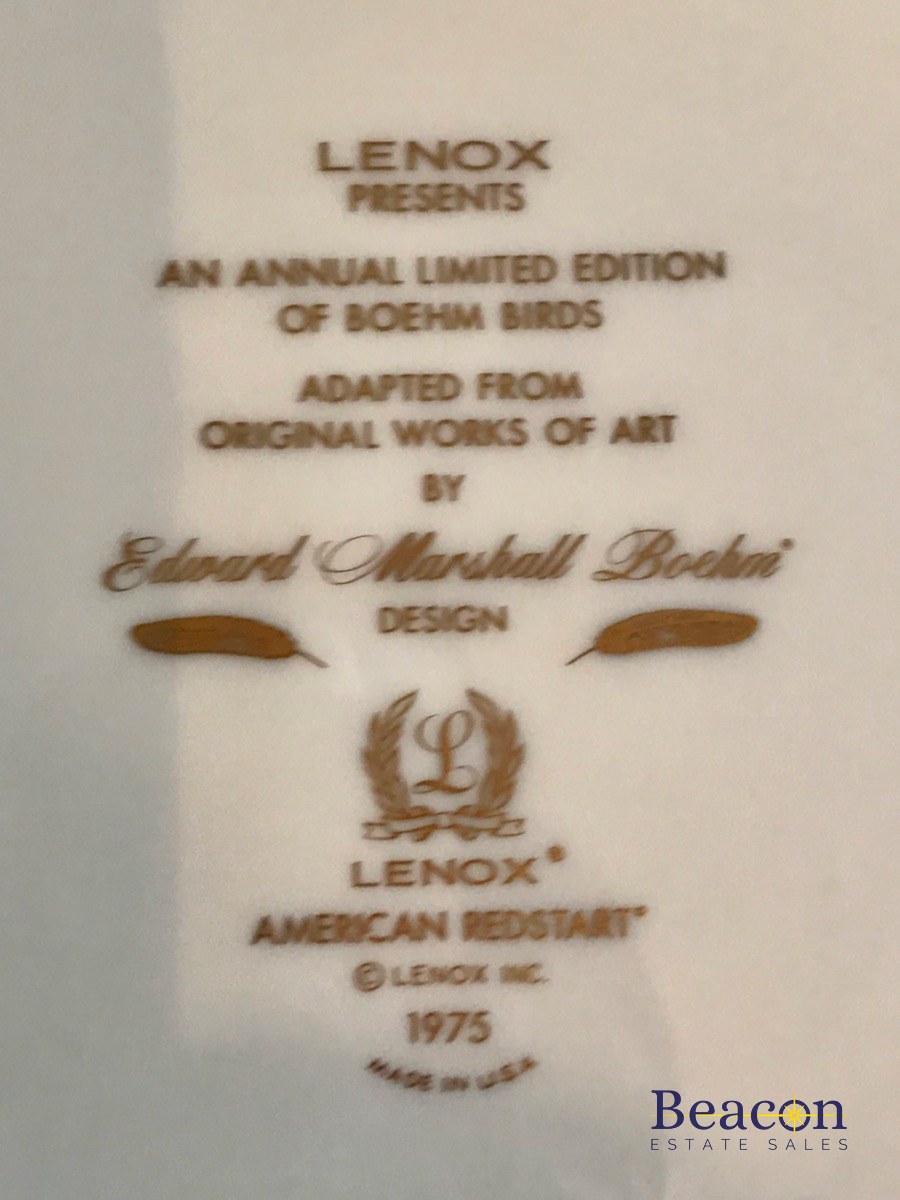 LENOX
PRESENTS
AN ANNUAL LIMITED EDITION
OF BOEHM BIRDS
ADAPTED FROM
ORIGINAL WORKS OF ART
BY
Edward Marshall Boehm®
DESIGN
L
LENOX®
AMERICAN REDSTART"
© LENOX INC.
1975
MADE IN U.S.A.
Beacon
ESTATE SALES